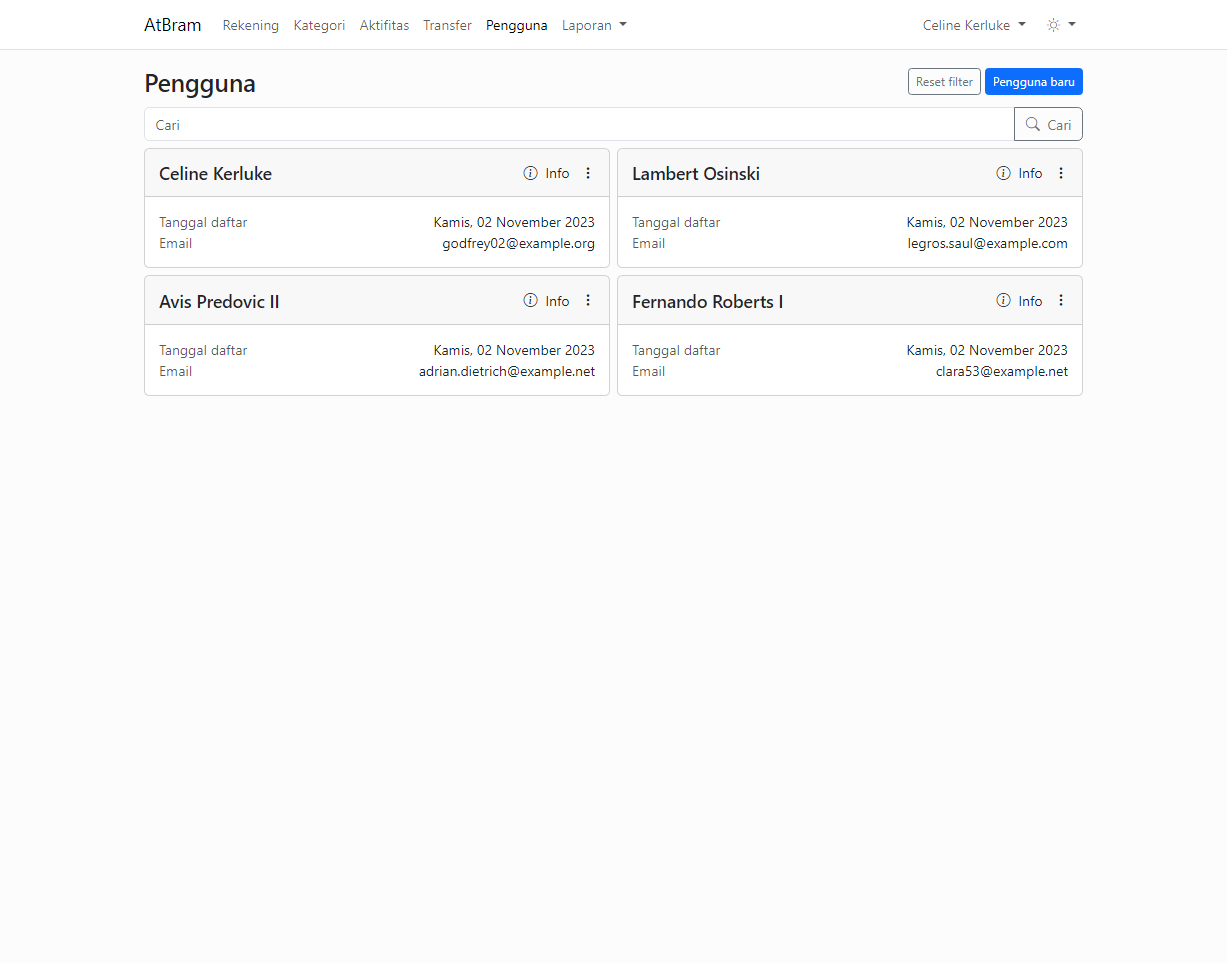 AtBram Rekening Kategori Aktifitas Transfer Pengguna Laporan Celine Kerluke
Pengguna Reset filter Pengguna baru
Cari Cari
Celine Kerluke Info
Tanggal daftar Kamis, 02 November 2023
Email godfrey02@example.org
Lambert Osinski Info
Tanggal daftar Kamis, 02 November 2023
Email legros.saul@example.com
Avis Predovic II Info
Tanggal daftar Kamis, 02 November 2023
Email adrian.dietrich@example.net
Fernando Roberts I Info
Tanggal daftar Kamis, 02 November 2023
Email clara53@example.net